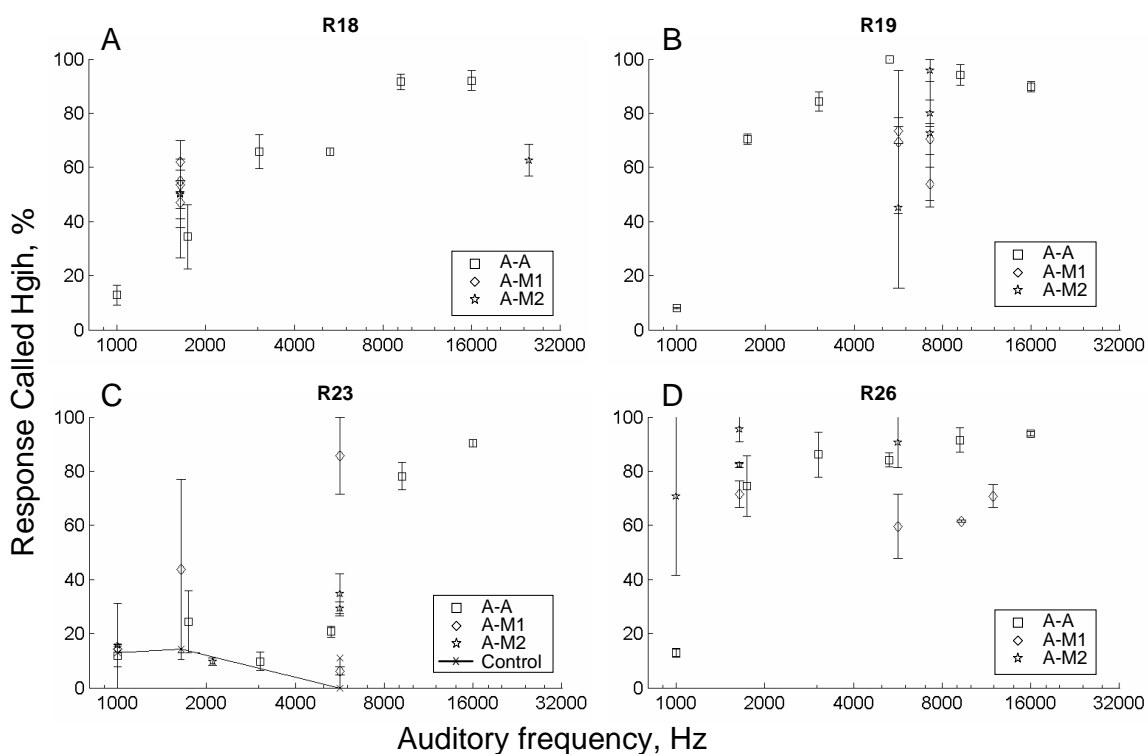 A
R18
B
R19
100
80
60
40
20
0
1000
2000
4000
8000
16000
32000
A-A
A-M1
A-M2
100
80
60
40
20
0
1000
2000
4000
8000
16000
32000
A-A
A-M1
A-M2
Response Called Hgih, %
C
R23
D
R26
100
80
60
40
20
0
1000
2000
4000
8000
16000
32000
A-A
A-M1
A-M2
Control
100
80
60
40
20
0
1000
2000
4000
8000
16000
32000
A-A
A-M1
A-M2
Auditory frequency, Hz